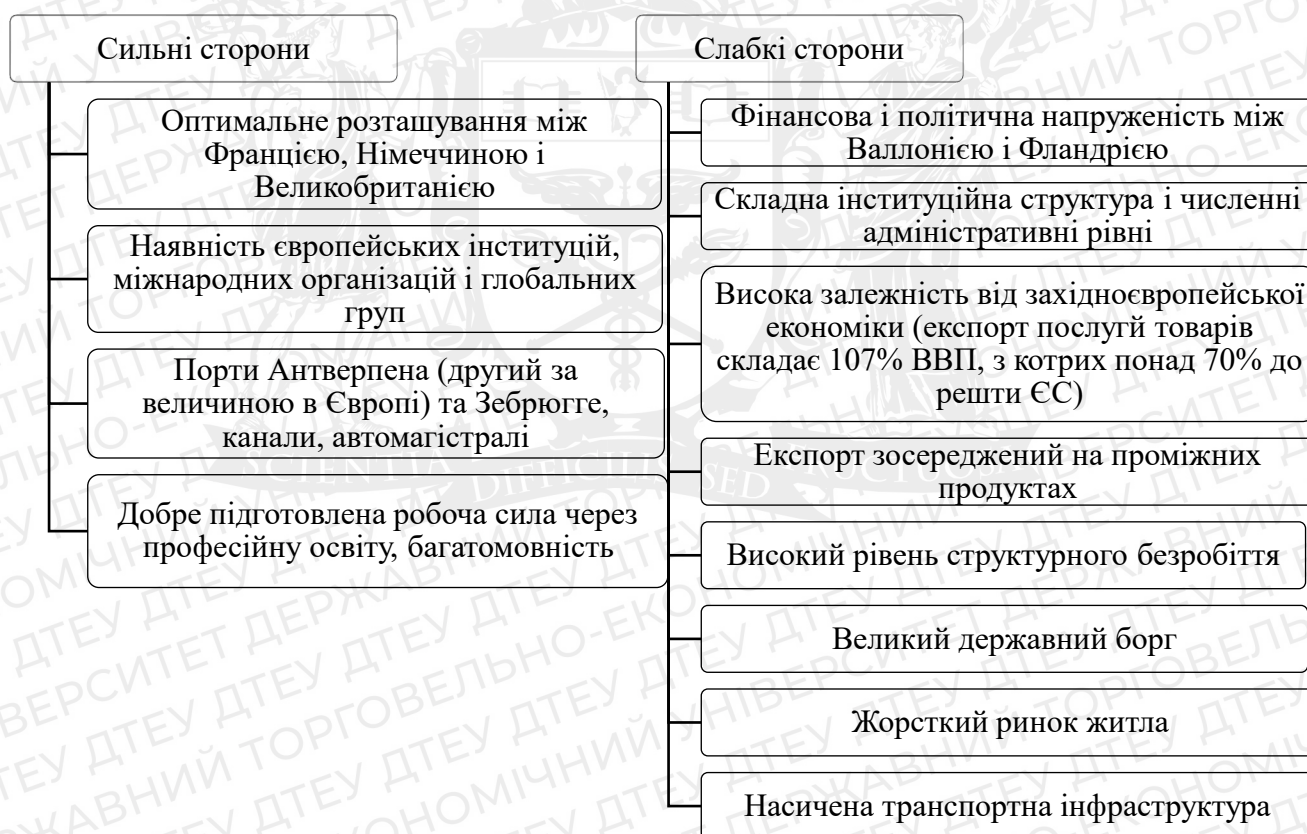 Сильні сторони
Оптимальне розташування між
Францією, Німеччиною і
Великобританією
Наявність європейських інституцій,
міжнародних організацій і глобальних
груп
Порти Антверпена (другий за
величиною в Європі) та Зебрюгге,
канали, автомагістралі
Добре підготовлена робоча сила через
професійну освіту, багатомовність
Слабкі сторони
Фінансова і політична напруженість між
Валлонією і Фландрією
Складна інституційна структура і численні
адміністративні рівні
Висока залежність від західноєвропейської
економіки (експорт послугй товарів
складає 107% ВВП, з котрих понад 70% до
решти ЄС)
Експорт зосереджений на проміжних
продуктах
Високий рівень структурного безробіття
Великий державний борг
Жорсткий ринок житла
Насичена транспортна інфраструктура